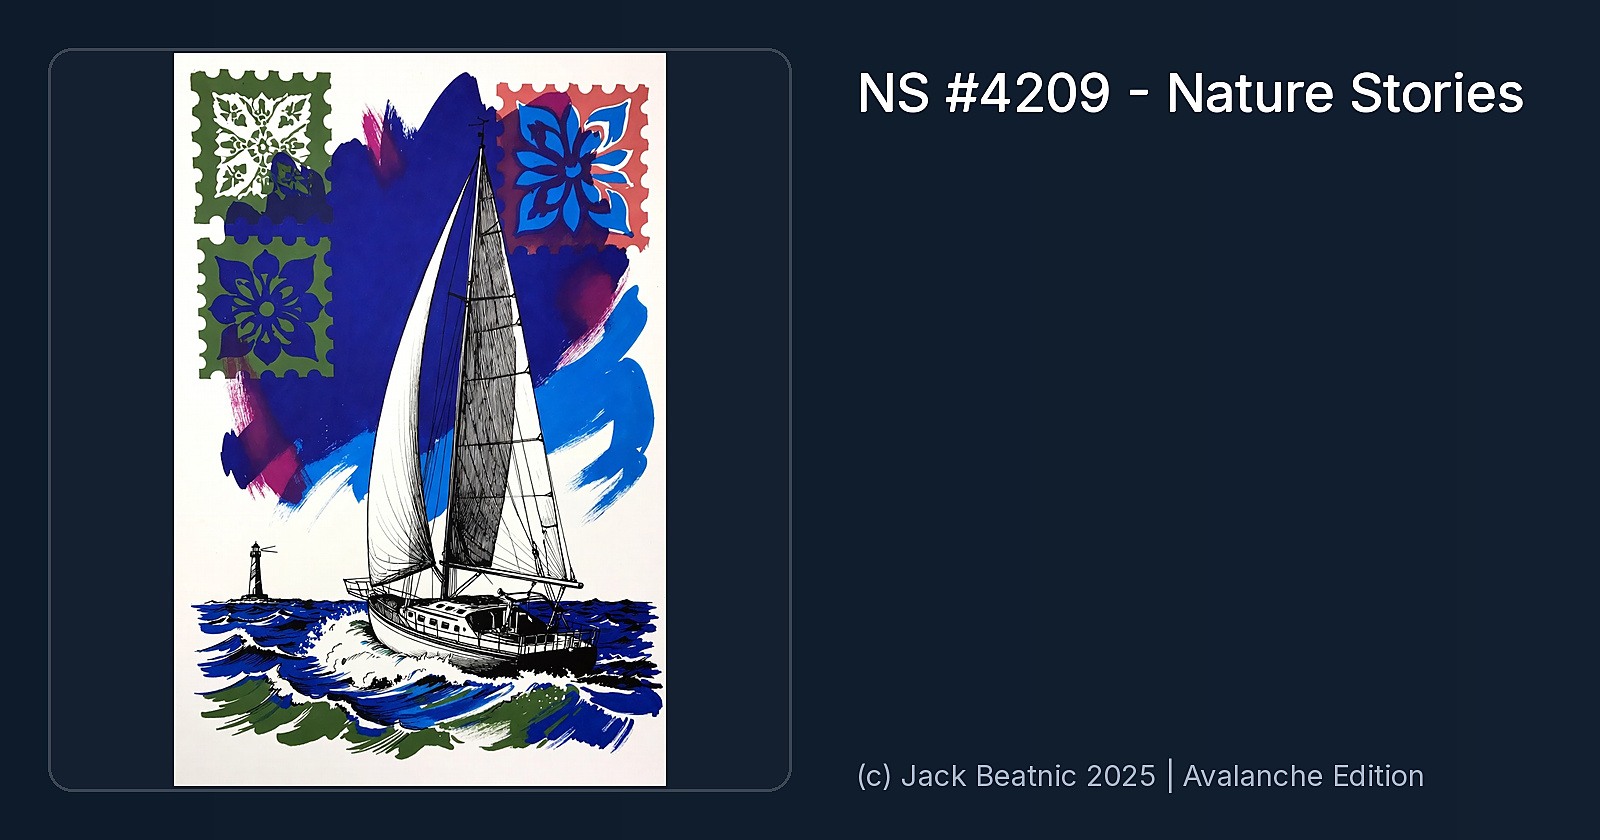 NS #4209 - Nature Stories
(c) Jack Beatnic 2025 | Avalanche Edition